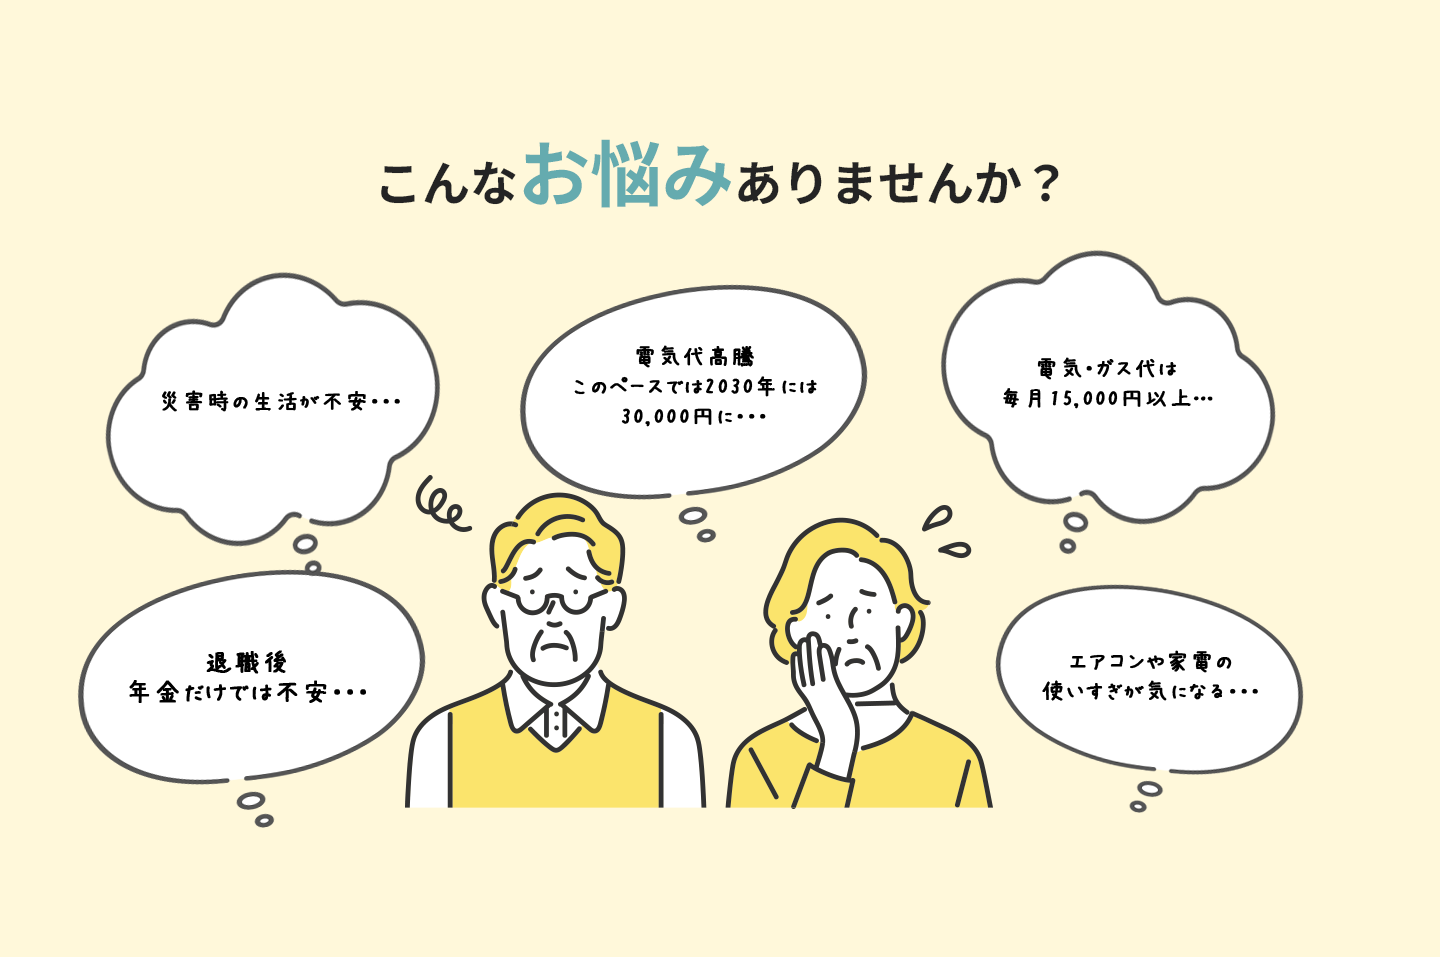 こんなお悩みありませんか？
災害時の生活が不安・・・
電気代高騰
このペースでは2030年には
30,000円に・・・
電気・ガス代は
毎月15,000円以上…
退職後
年金だけでは不安・・・
エアコンや家電の
使いすぎが気になる・・・